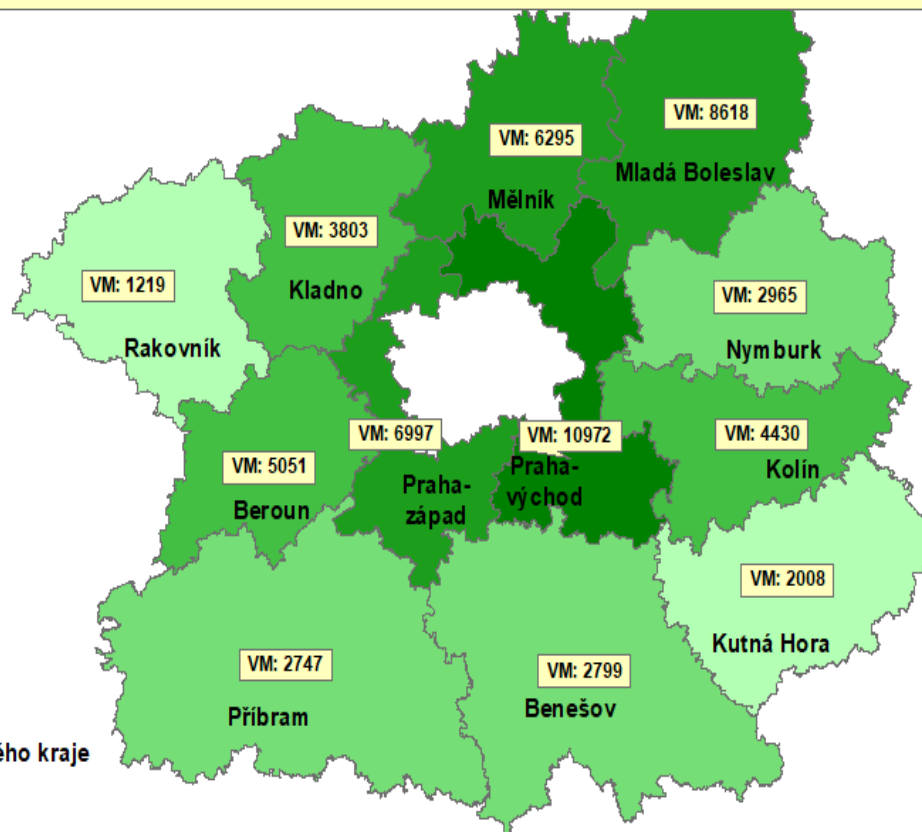 VM: 8618
Mladá Boleslav
VM: 6295
Mělník
VM: 3803
Kladno
VM: 1219
Rakovník
VM: 2965
Nymburk
VM: 6997
Praha-
západ
VM: 10972
Praha-
východ
VM: 4430
Kolín
VM: 5051
Beroun
VM: 2008
Kutná Hora
VM: 2747
Příbram
VM: 2799
Benešov
ého kraje